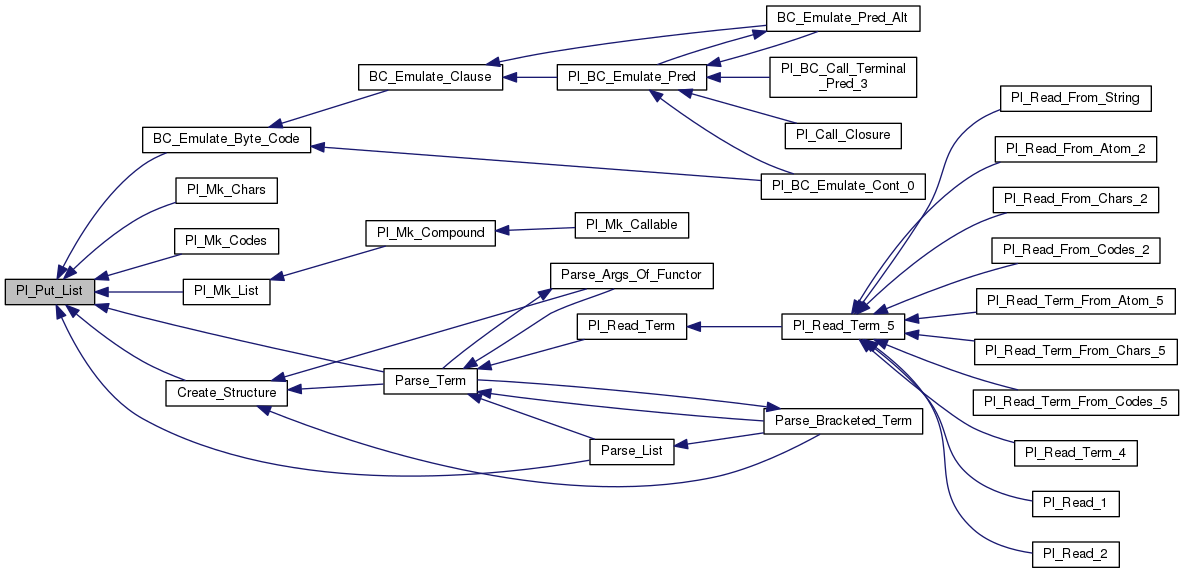 BC_Emulate_Pred_Alt
BC_Emulate_Clause
Pl_BC_Emulate_Pred
Pl_BC_Call_Terminal
_Pred_3
Pl_Read_From_String
BC_Emulate_Byte_Code
Pl_Call_Closure
Pl_Read_From_Atom_2
Pl_Mk_Chars
Pl_BC_Emulate_Cont_0
Pl_Read_From_Chars_2
Pl_Mk_Codes
Pl_Mk_Compound
Pl_Mk_Callable
Pl_Read_From_Codes_2
Pl_Put_List
Pl_Mk_List
Parse_Args_Of_Functor
Pl_Read_Term_From_Atom_5
Pl_Read_Term
Pl_Read_Term_5
Pl_Read_Term_From_Chars_5
Create_Structure
Parse_Term
Pl_Read_Term_From_Codes_5
Parse_Bracketed_Term
Parse_List
Pl_Read_Term_4
Pl_Read_1
Pl_Read_2